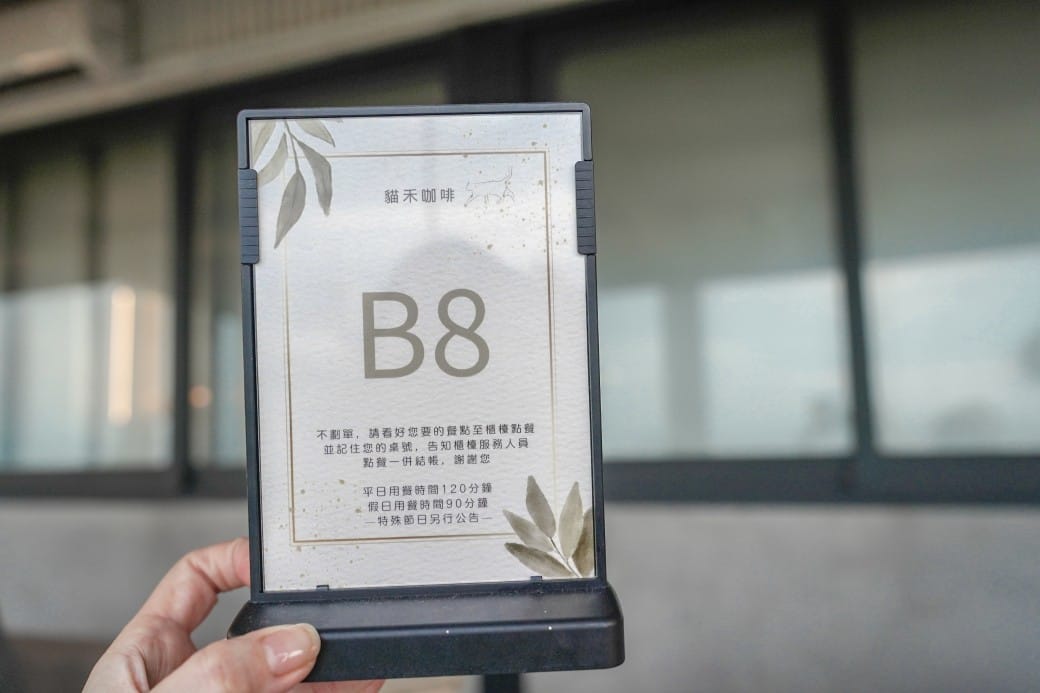 貓禾咖啡
B8
不劃單，請看好您要的餐點至櫃檯點餐
並記住您的桌號，告知櫃檯服務人員
點餐一併結帳，謝謝您
平日用餐時間120分鐘
假日用餐時間90分鐘
—特殊節日另行公告—